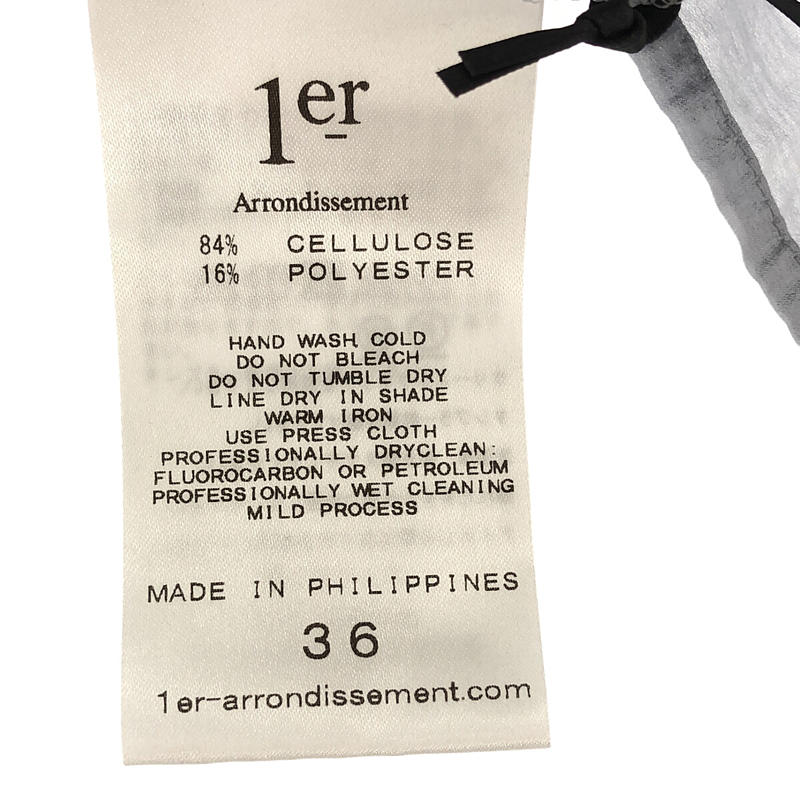 1er
Arrondissement
84% CELLULOSE
16% POLYESTER
HAND WASH COLD
DO NOT BLEACH
DO NOT TUMBLE DRY
LINE DRY IN SHADE
WARM IRON
USE PRESS CLOTH
PROFESSIONALLY DRYCLEAN:
FLUOROCARBON OR PETROLEUM
PROFESSIONALLY WET CLEANING
MILD PROCESS
MADE IN PHILIPPINES
36
1er-arrondissement.com